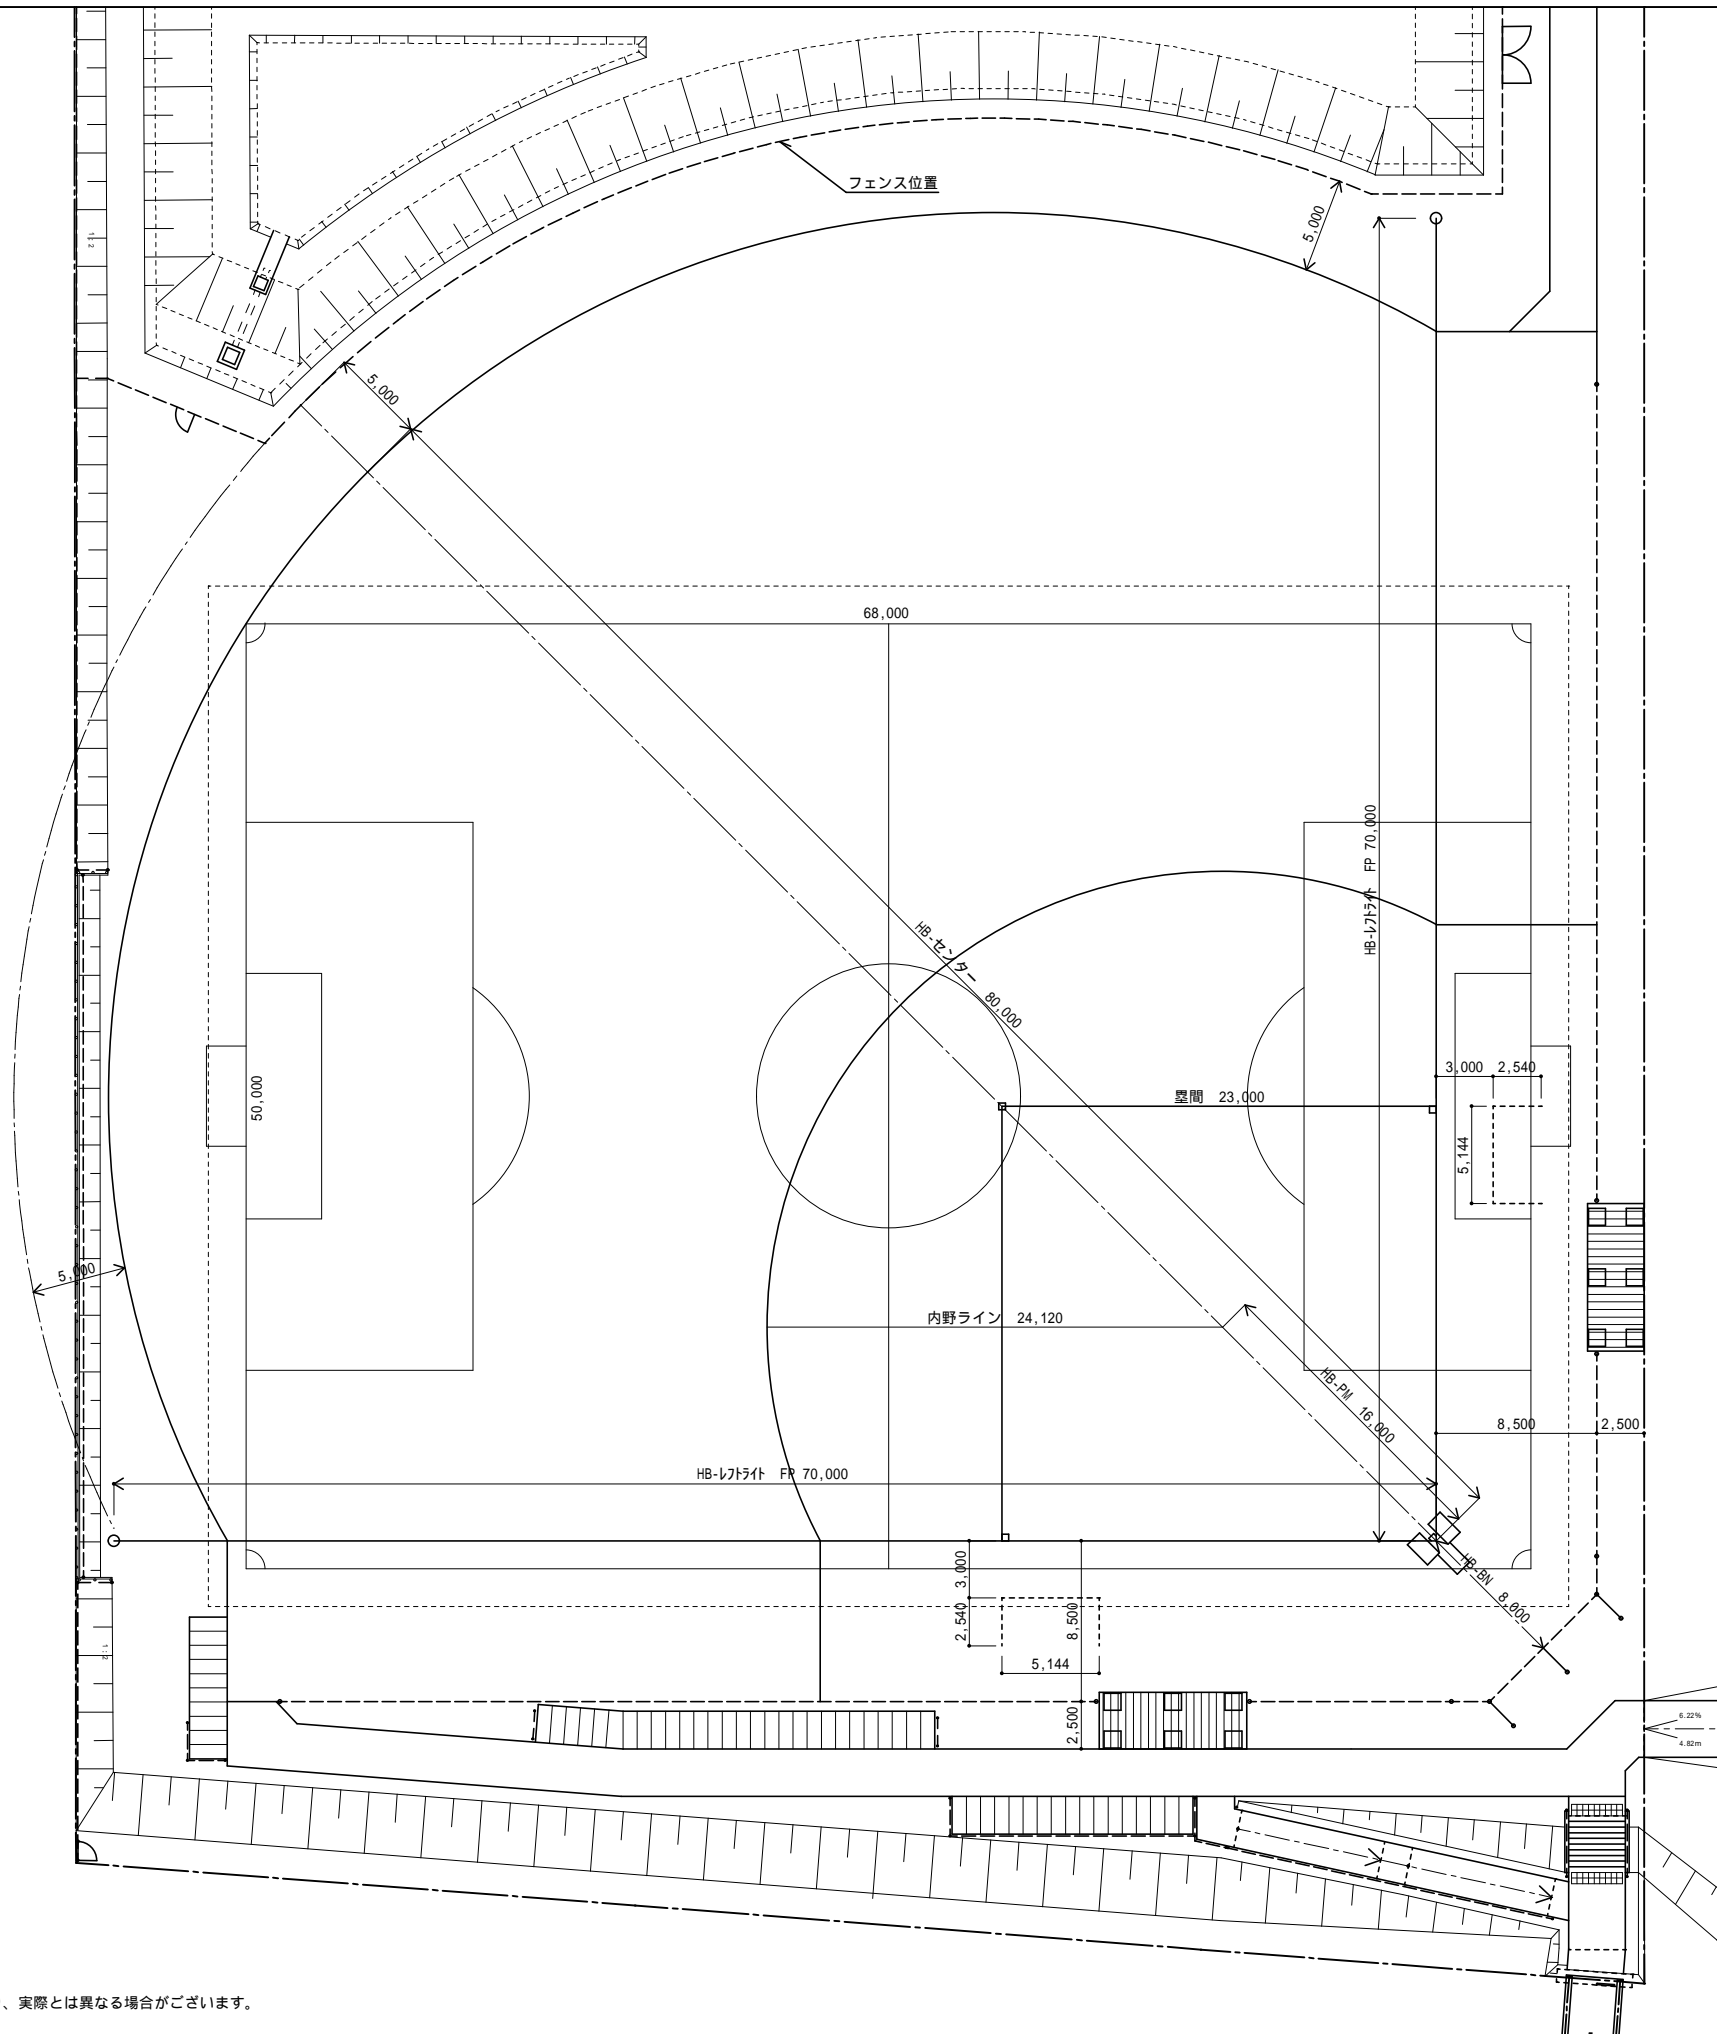 フェンス位置
5,000
1:2
5,000
68,000
HB-レフトライト FP 70,000
HB-センター 80,000
3,000 2,540
50,000
塁間 23,000
5,144
5,000
内野ライン 24,120
HB-PM 16,000
8,500 2,500
HB-レフトライト FP 70,000
3,000
HB-BN 8,000
2,540
8,500
1:2
5,144
2,500
6.22%
4.82m
、実際とは異なる場合がございます。